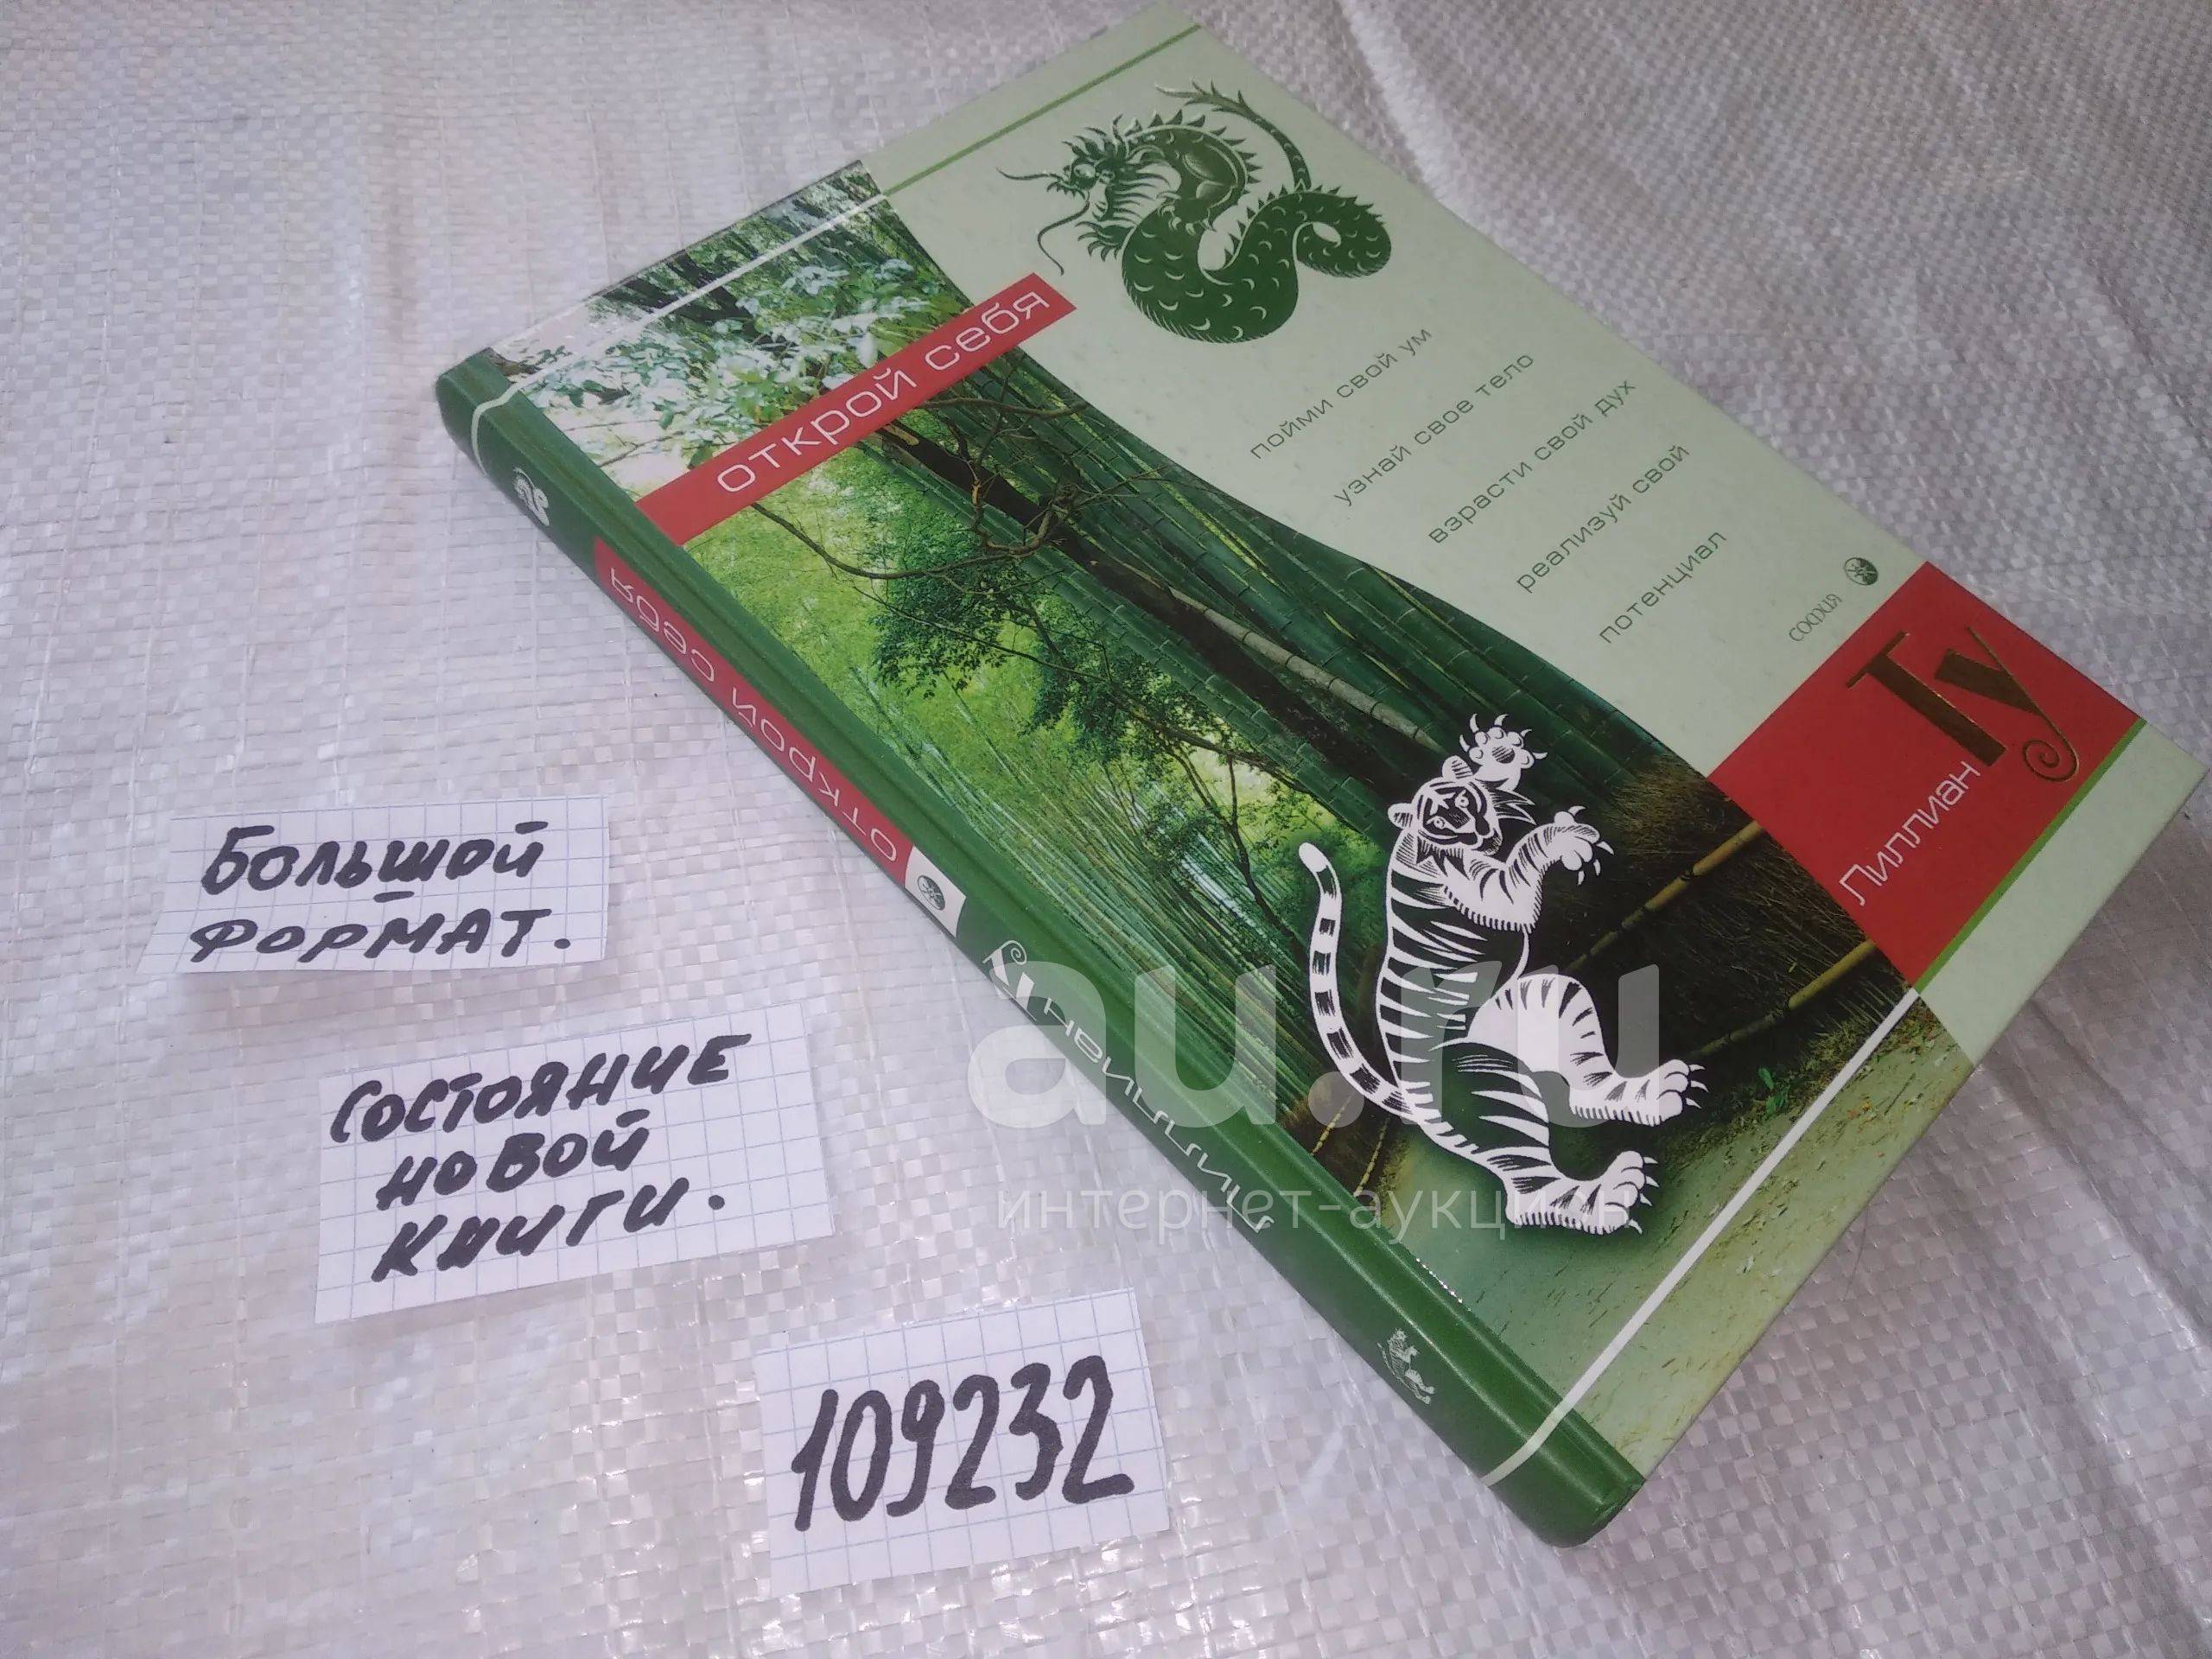 открой себя
пойми свой ум
узнай свое тело
взрасти свой дух
реализуй свой
потенциал
СОФИЯ
Лиллиан
Ту
открой себя
Лиллиан Ту
Большой
формат.
Состояние
новой
книги.
109232
au.ru
интернет-аукцион